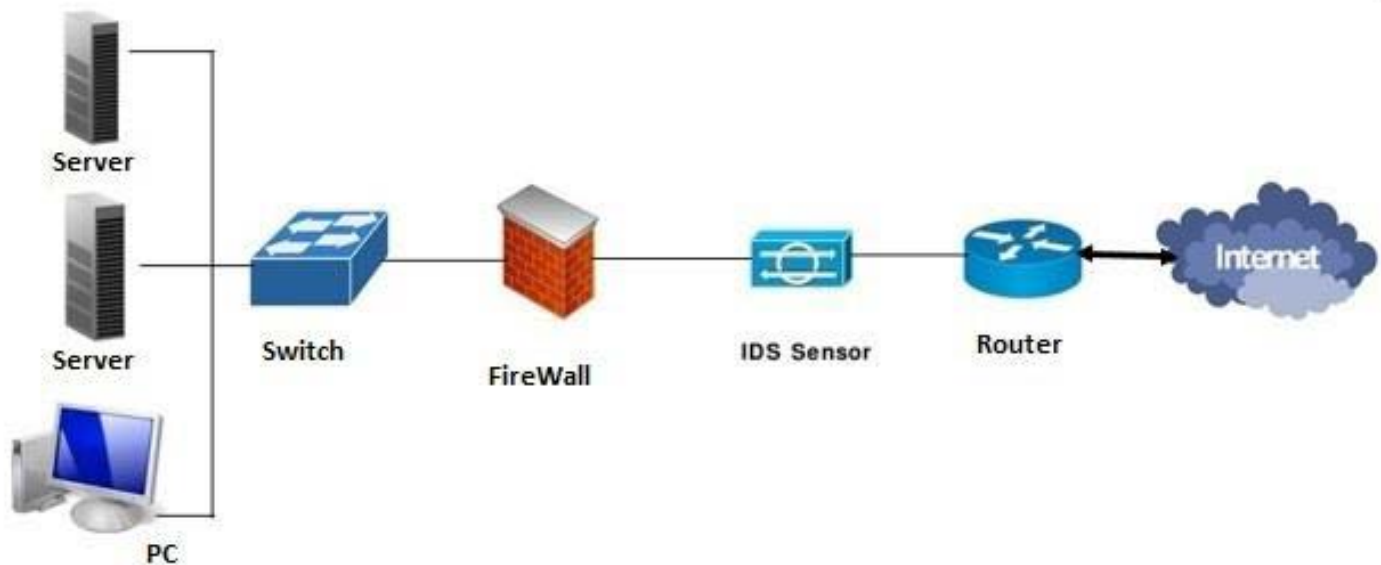 Server
Server
PC
Switch
FireWall
IDS Sensor
Router
Internet